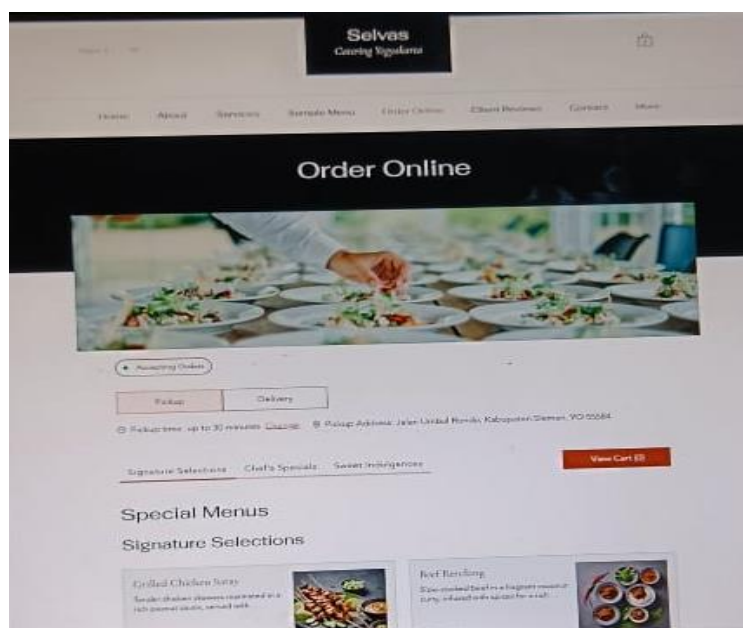 Selvas
Catering Yogyakarta
Home About Services Sample Menu Order Online Client Reviews Contact More
Order Online
Accepting Orders
Pickup Delivery
Pickup time: up to 30 minutes Change Pickup Address: Jalan Umbul Permai, Kabupaten Sleman, YO 55584
Signature Selections Chef's Specials Sweet Indulgences View Cart (0)
Special Menus
Signature Selections
Grilled Chicken Satay
Tender chicken skewers marinated in a
rich peanut sauce, served with...
Beef Rendang
Slow-cooked beef in a fragrant coconut
curry, infused with spices for a rich...